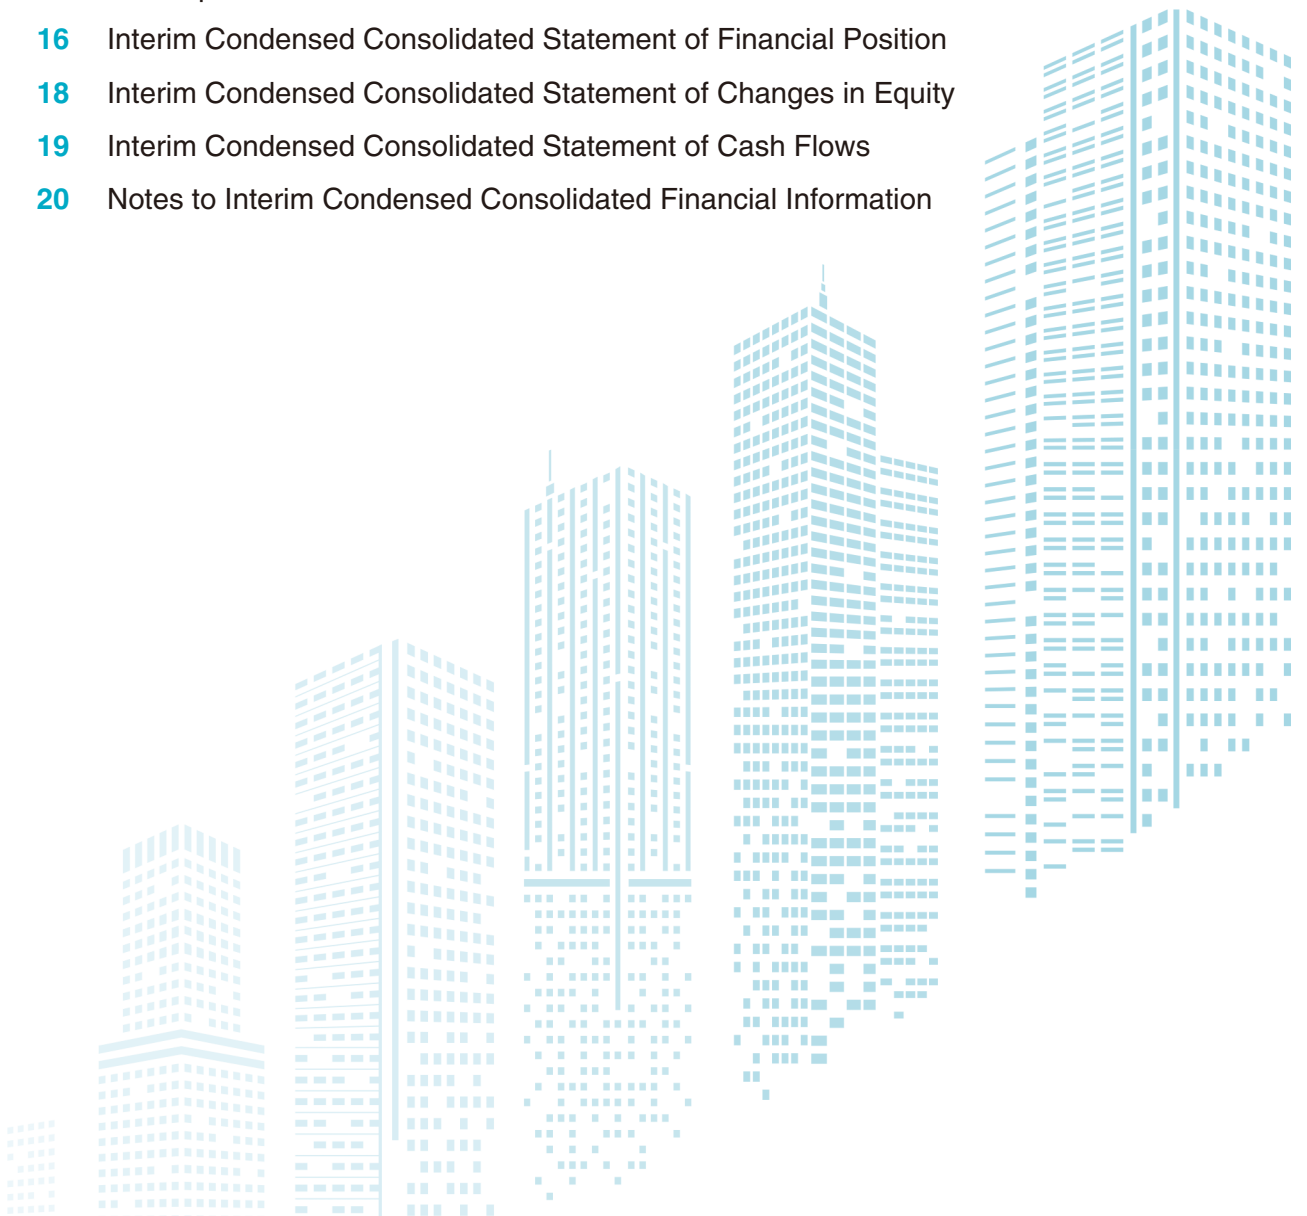 16 Interim Condensed Consolidated Statement of Financial Position
18 Interim Condensed Consolidated Statement of Changes in Equity
19 Interim Condensed Consolidated Statement of Cash Flows
20 Notes to Interim Condensed Consolidated Financial Information